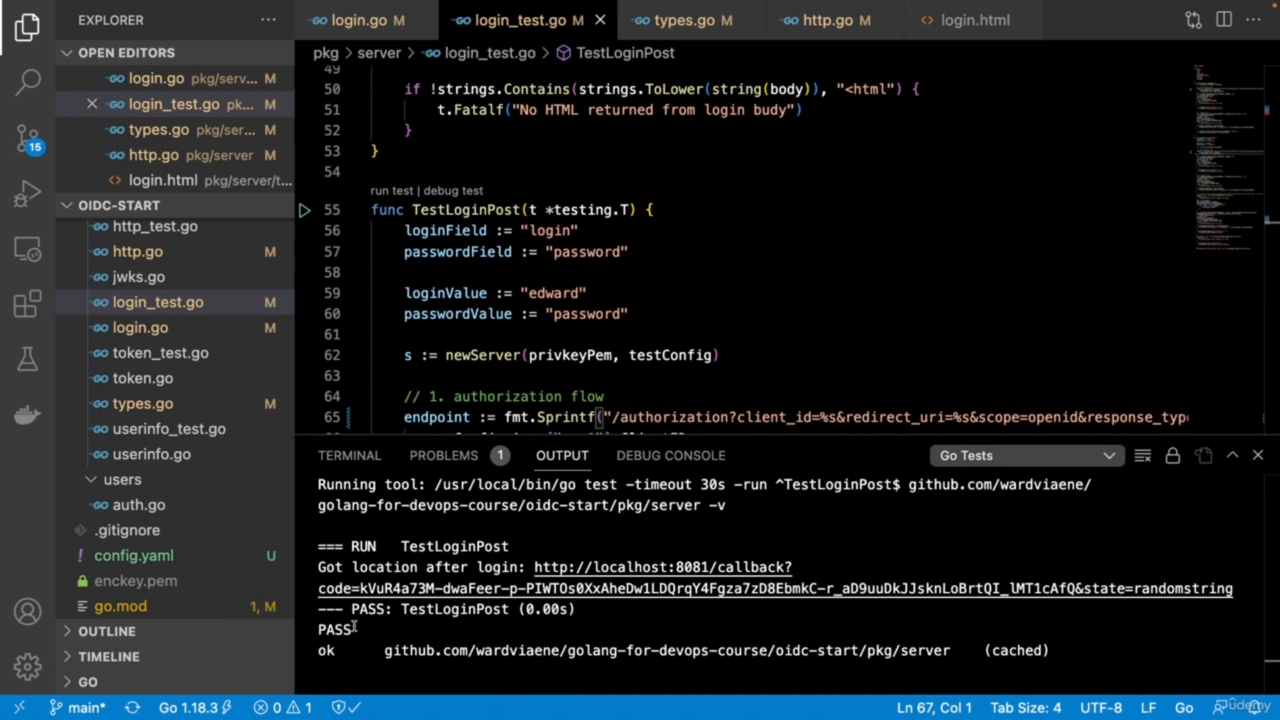 EXPLORER
OPEN EDITORS
login.go pkg/serv... M
login_test.go pk... M
types.go pkg/ser... M
http.go pkg/server M
login.html pkg/server/t...
OIDC-START
http_test.go
http.go M
jwks.go
login_test.go M
login.go M
token_test.go
token.go
types.go M
userinfo_test.go
userinfo.go
users
auth.go
.gitignore
config.yaml U
enckey.pem
go.mod 1, M
OUTLINE
TIMELINE
GO
15
login.go M login_test.go M types.go M http.go M login.html
pkg > server > login_test.go > TestLoginPost
49
50 if !strings.Contains(strings.ToLower(string(body)), "<html") {
51 t.Fatalf("No HTML returned from login budy")
52 }
53 }
54
run test | debug test
55 func TestLoginPost(t *testing.T) {
56 loginField := "login"
57 passwordField := "password"
58
59 loginValue := "edward"
60 passwordValue := "password"
61
62 s := newServer(privkeyPem, testConfig)
63
64 // 1. authorization flow
65 endpoint := fmt.Sprintf("/authorization?client_id=%s&redirect_uri=%s&scope=openid&response_type
TERMINAL PROBLEMS 1 OUTPUT DEBUG CONSOLE Go Tests
Running tool: /usr/local/bin/go test -timeout 30s -run ^TestLoginPost$ github.com/wardviaene/
golang-for-devops-course/oidc-start/pkg/server -v
=== RUN TestLoginPost
Got location after login: http://localhost:8081/callback?
code=kVuR4a73M-dwaFeer-p-PIWTOs0XxAheDw1LDQrqY4Fgza7zD8EbmkC-r_aD9uuDkJJsknLoBrtQI_lMT1cAfQ&state=randomstring
--- PASS: TestLoginPost (0.00s)
PASS
ok github.com/wardviaene/golang-for-devops-course/oidc-start/pkg/server (cached)
main* Go 1.18.3 0 1 Ln 67, Col 1 Tab Size: 4 UTF-8 LF Go
Udemy